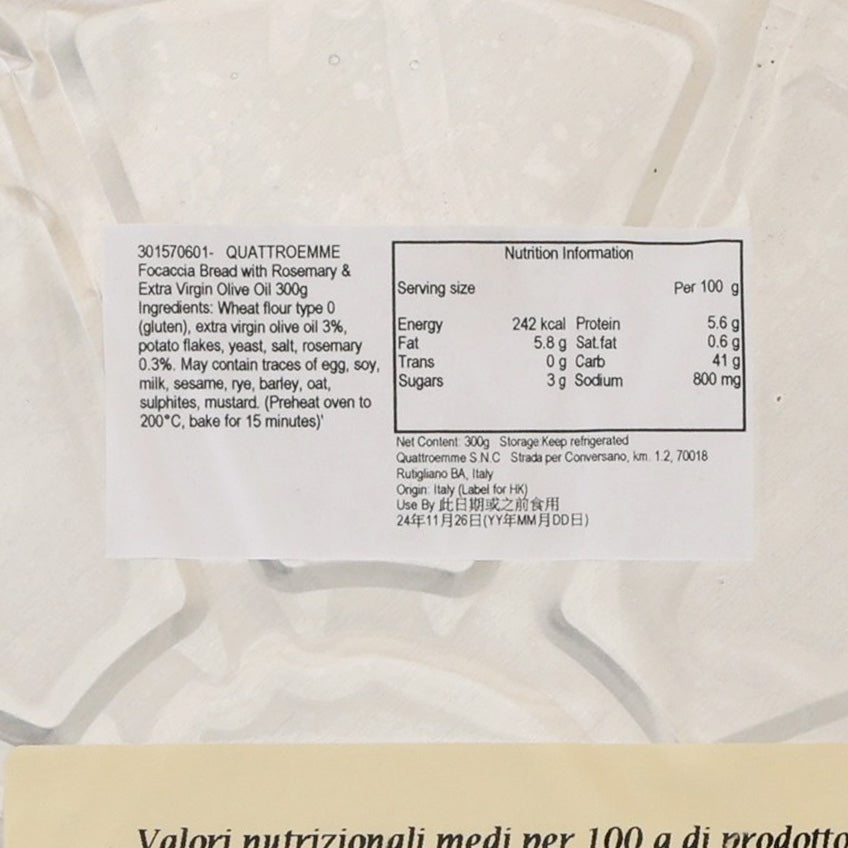 301570601- QUATTROEMME
Focaccia Bread with Rosemary &
Extra Virgin Olive Oil 300g
Ingredients: Wheat flour type 0
(gluten), extra virgin olive oil 3%,
potato flakes, yeast, salt, rosemary
0.3%. May contain traces of egg, soy,
milk, sesame, rye, barley, oat,
sulphites, mustard. (Preheat oven to
200°C, bake for 15 minutes)'
Nutrition Information
Serving size Per 100 g
Energy 242 kcal Protein 5.6 g
Fat 5.8 g Sat.fat 0.6 g
Trans 0 g Carb 41 g
Sugars 3 g Sodium 800 mg
Net Content: 300g Storage:Keep refrigerated
Quattroemme S.N.C Strada per Conversano, km. 1.2, 70018
Rutigliano BA, Italy
Origin: Italy (Label for HK)
Use By 此日期或之前食用
24年11月26日(YY年MM月DD日)
Valori nutrizionali medi per 100 g di prodotto